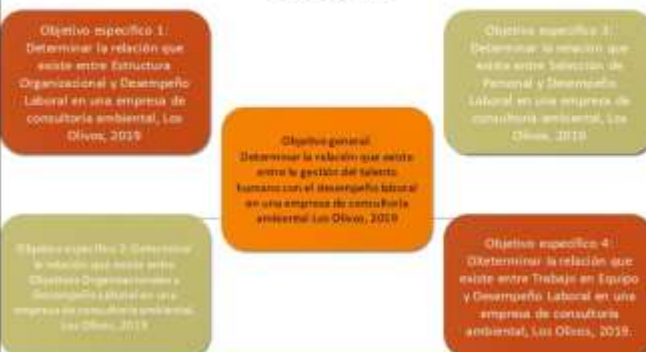 Objetivo específico 1:
Determinar la relación que
existe entre Estructura
Organizacional y Desempeño
Laboral en una empresa de
consultoría ambiental, Los
Olivos, 2019
Objetivo específico 3:
Determinar la relación que
existe entre Selección de
Personal y Desempeño
Laboral en una empresa de
consultoría ambiental, Los
Olivos, 2019
Objetivo general:
Determinar la relación que existe
entre la gestión del talento
humano con el desempeño laboral
en una empresa de consultoría
ambiental Los Olivos, 2019
Objetivo específico 2: Determinar
la relación que existe entre
Objetivos Organizacionales y
Desempeño Laboral en una
empresa de consultoría ambiental,
Los Olivos, 2019
Objetivo específico 4:
DXeterminar la relación que
existe entre Trabajo en Equipo
y Desempeño Laboral en una
empresa de consultoría
ambiental, Los Olivos, 2019.